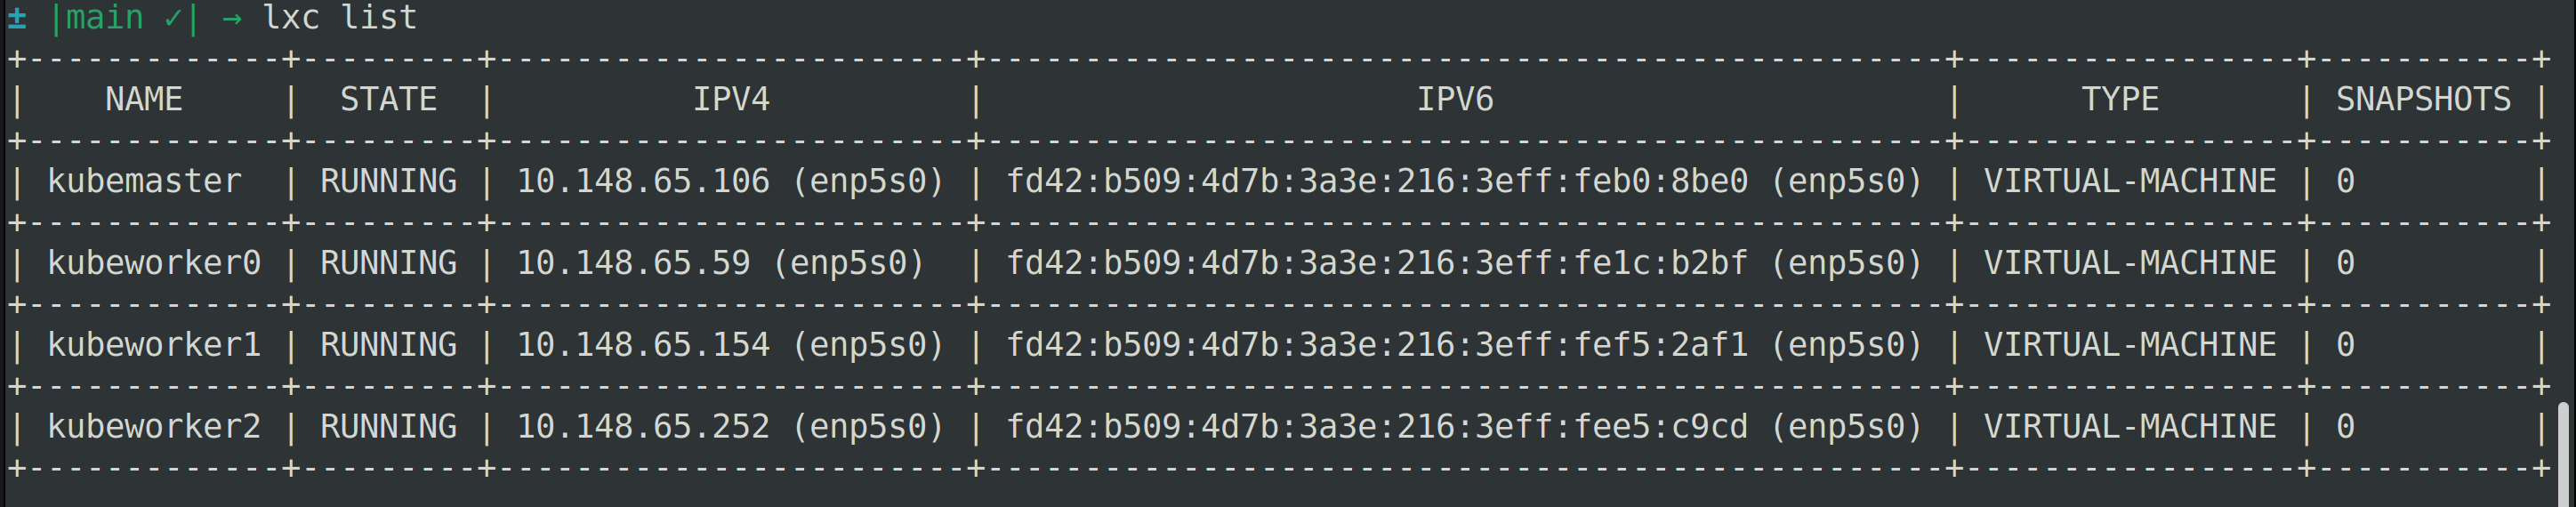 ± |main ✓| → lxc list
+-------------+---------+------------------------+-------------------------------------------------+-----------------+-----------+
|    NAME     |  STATE  |          IPV4          |                      IPV6                       |      TYPE       | SNAPSHOTS |
+-------------+---------+------------------------+-------------------------------------------------+-----------------+-----------+
| kubemaster  | RUNNING | 10.148.65.106 (enp5s0) | fd42:b509:4d7b:3a3e:216:3eff:feb0:8be0 (enp5s0) | VIRTUAL-MACHINE | 0         |
+-------------+---------+------------------------+-------------------------------------------------+-----------------+-----------+
| kubeworker0 | RUNNING | 10.148.65.59 (enp5s0)  | fd42:b509:4d7b:3a3e:216:3eff:fe1c:b2bf (enp5s0) | VIRTUAL-MACHINE | 0         |
+-------------+---------+------------------------+-------------------------------------------------+-----------------+-----------+
| kubeworker1 | RUNNING | 10.148.65.154 (enp5s0) | fd42:b509:4d7b:3a3e:216:3eff:fef5:2af1 (enp5s0) | VIRTUAL-MACHINE | 0         |
+-------------+---------+------------------------+-------------------------------------------------+-----------------+-----------+
| kubeworker2 | RUNNING | 10.148.65.252 (enp5s0) | fd42:b509:4d7b:3a3e:216:3eff:fee5:c9cd (enp5s0) | VIRTUAL-MACHINE | 0         |
+-------------+---------+------------------------+-------------------------------------------------+-----------------+-----------+